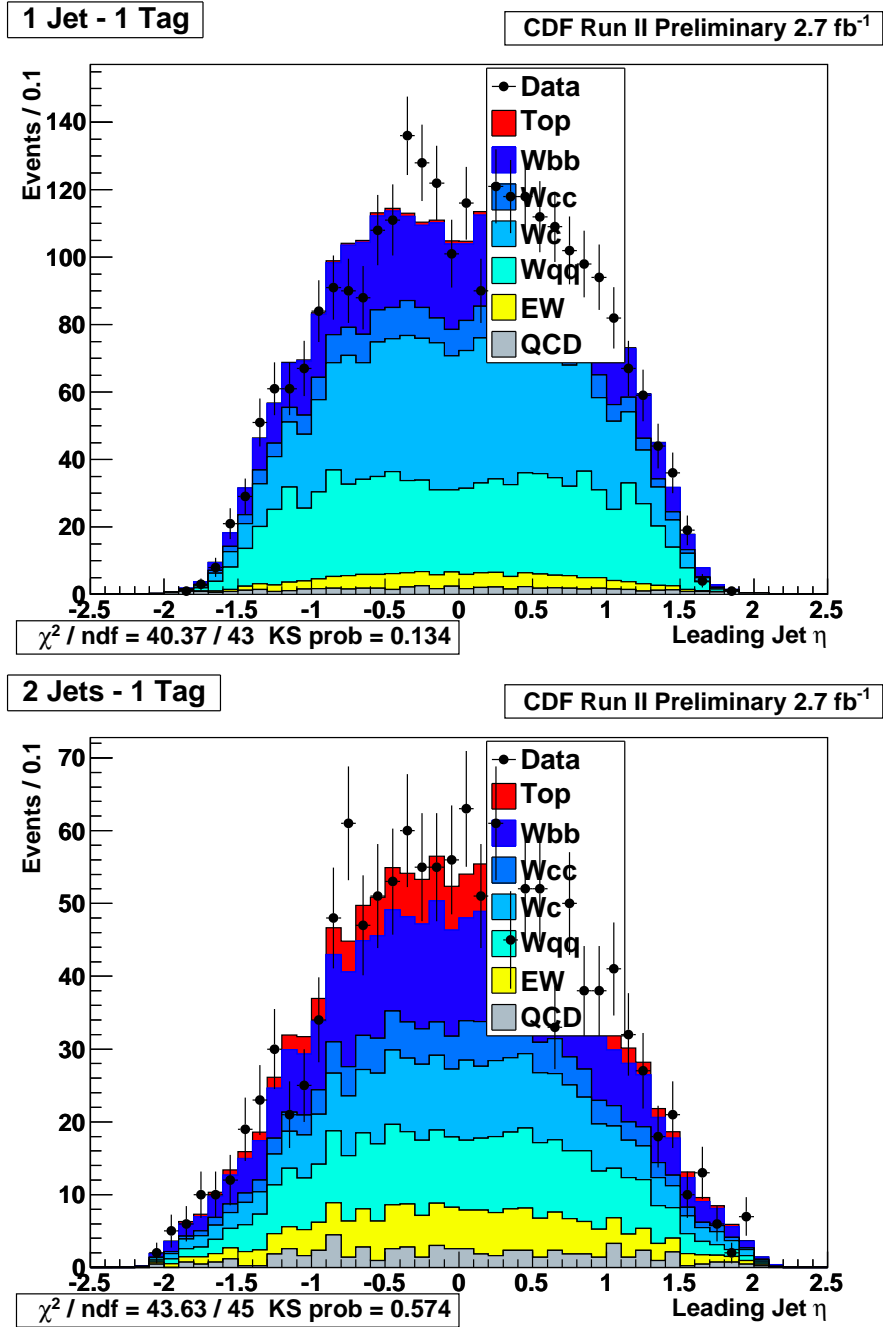 1 Jet - 1 Tag
CDF Run II Preliminary 2.7 fb⁻¹
Events / 0.1
140
120
100
80
60
40
20
0
Data
Top
Wbb
Wcc
Wc
Wqq
EW
QCD
-2.5 -2 -1.5 -1 -0.5 0 0.5 1 1.5 2 2.5
χ² / ndf = 40.37 / 43 KS prob = 0.134
Leading Jet η
2 Jets - 1 Tag
CDF Run II Preliminary 2.7 fb⁻¹
Events / 0.1
70
60
50
40
30
20
10
0
Data
Top
Wbb
Wcc
Wc
Wqq
EW
QCD
-2.5 -2 -1.5 -1 -0.5 0 0.5 1 1.5 2 2.5
χ² / ndf = 43.63 / 45 KS prob = 0.574
Leading Jet η